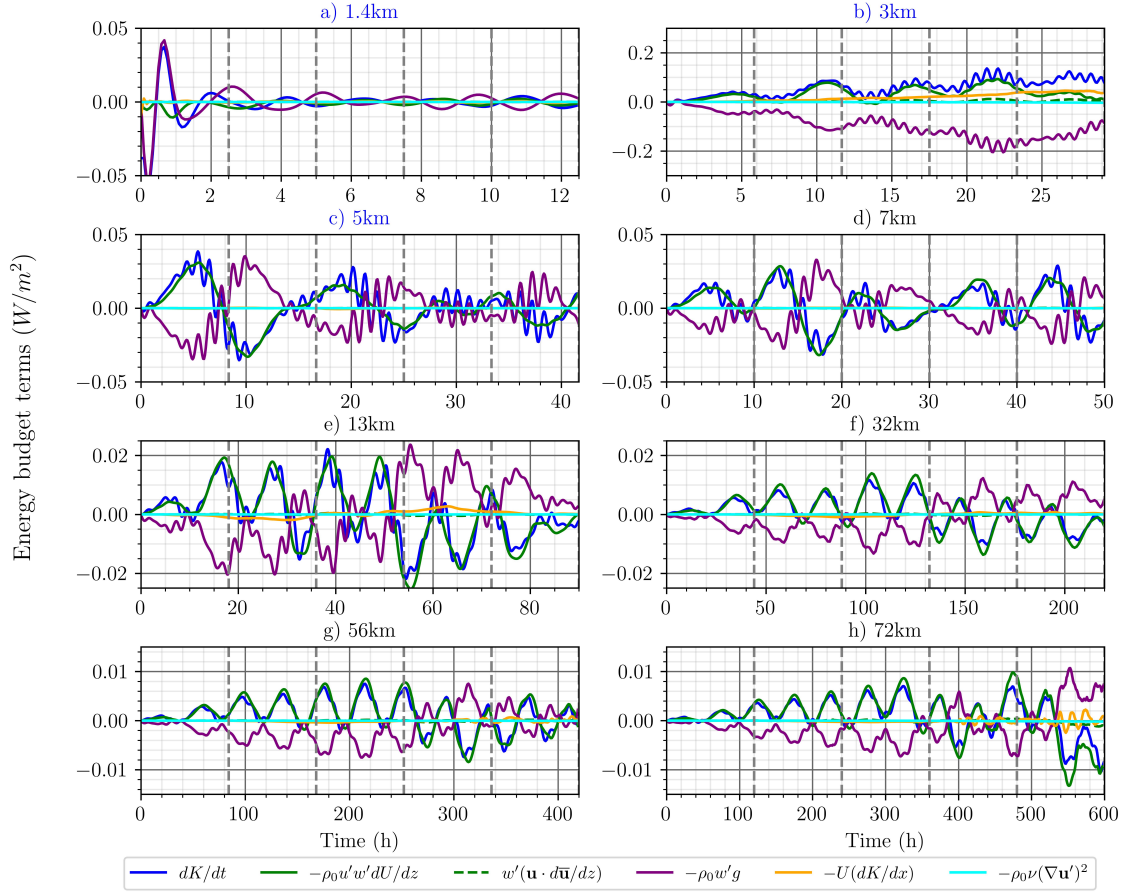 a) 1.4km
b) 3km
0.05
0.00
−0.05
0 2 4 6 8 10 12
0.2
0.0
−0.2
0 5 10 15 20 25
c) 5km
d) 7km
0.05
0.00
−0.05
0 10 20 30 40
0.05
0.00
−0.05
0 10 20 30 40 50
e) 13km
f) 32km
0.02
0.00
−0.02
0 20 40 60 80
0.02
0.00
−0.02
0 50 100 150 200
g) 56km
h) 72km
0.01
0.00
−0.01
0 100 200 300 400
0.01
0.00
−0.01
0 100 200 300 400 500 600
Energy budget terms (W/m²)
Time (h)
Time (h)
dK/dt −ρ₀u′w′dU/dz w′(u · dū/dz) −ρ₀w′g −U(dK/dx) −ρ₀ν(∇u′)²